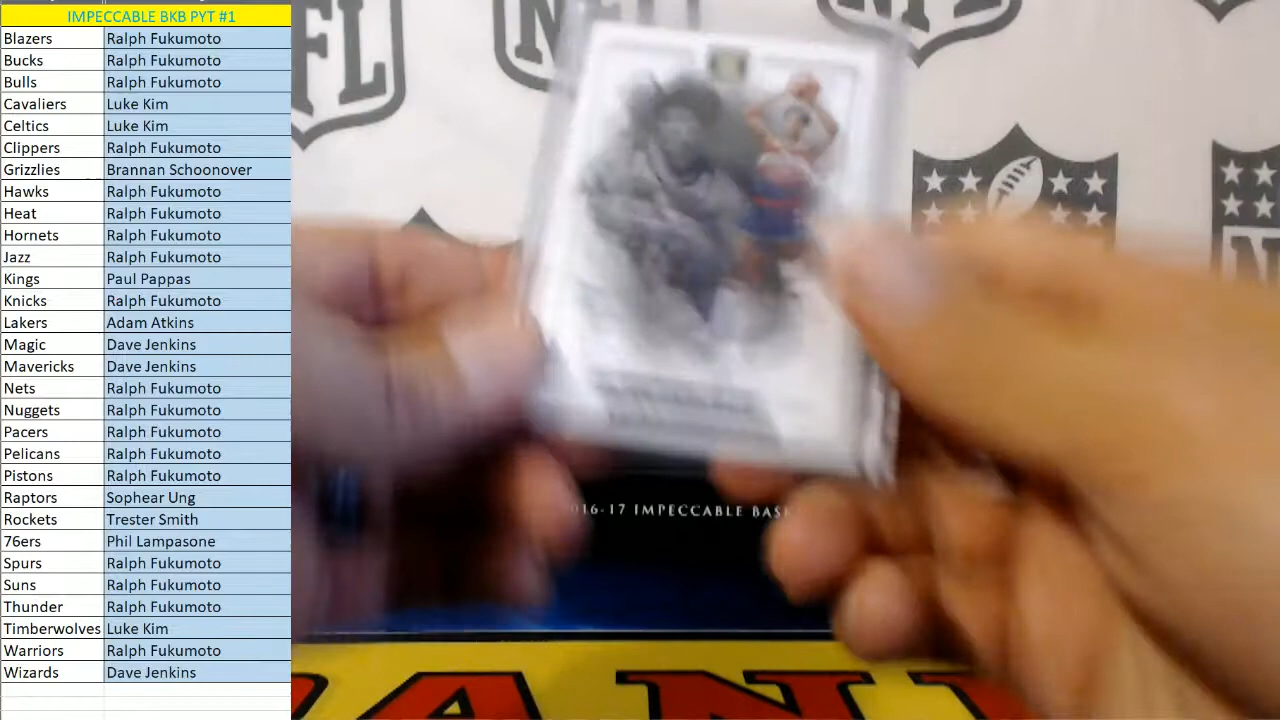 IMPECCABLE BKB PYT #1
Blazers Ralph Fukumoto
Bucks Ralph Fukumoto
Bulls Ralph Fukumoto
Cavaliers Luke Kim
Celtics Luke Kim
Clippers Ralph Fukumoto
Grizzlies Brannan Schoonover
Hawks Ralph Fukumoto
Heat Ralph Fukumoto
Hornets Ralph Fukumoto
Jazz Ralph Fukumoto
Kings Paul Pappas
Knicks Ralph Fukumoto
Lakers Adam Atkins
Magic Dave Jenkins
Mavericks Dave Jenkins
Nets Ralph Fukumoto
Nuggets Ralph Fukumoto
Pacers Ralph Fukumoto
Pelicans Ralph Fukumoto
Pistons Ralph Fukumoto
Raptors Sophear Ung
Rockets Trester Smith
76ers Phil Lampasone
Spurs Ralph Fukumoto
Suns Ralph Fukumoto
Thunder Ralph Fukumoto
Timberwolves Luke Kim
Warriors Ralph Fukumoto
Wizards Dave Jenkins
NFL
16-17 IMPECCABLE BAS
PANI